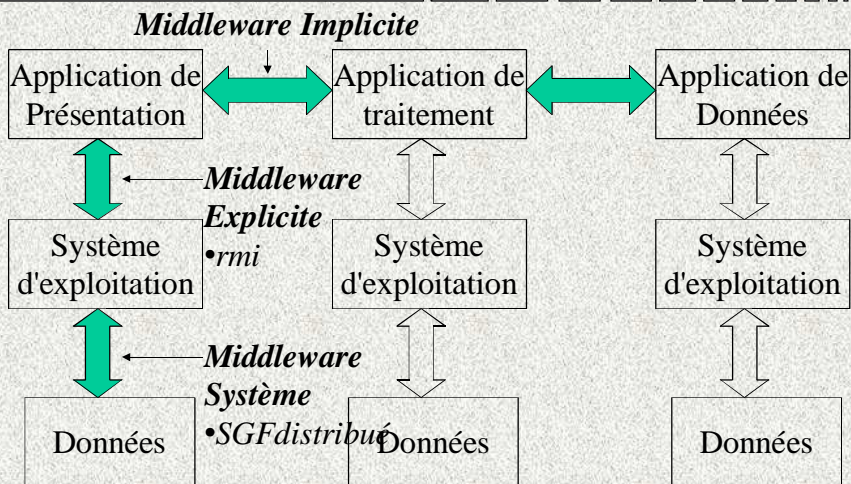 Middleware Implicite
Application de
Présentation
Application de
traitement
Application de
Données
Middleware
Explicite
•rmi
Système
d'exploitation
Système
d'exploitation
Système
d'exploitation
Middleware
Système
•SGFdistribué
Données
Données
Données